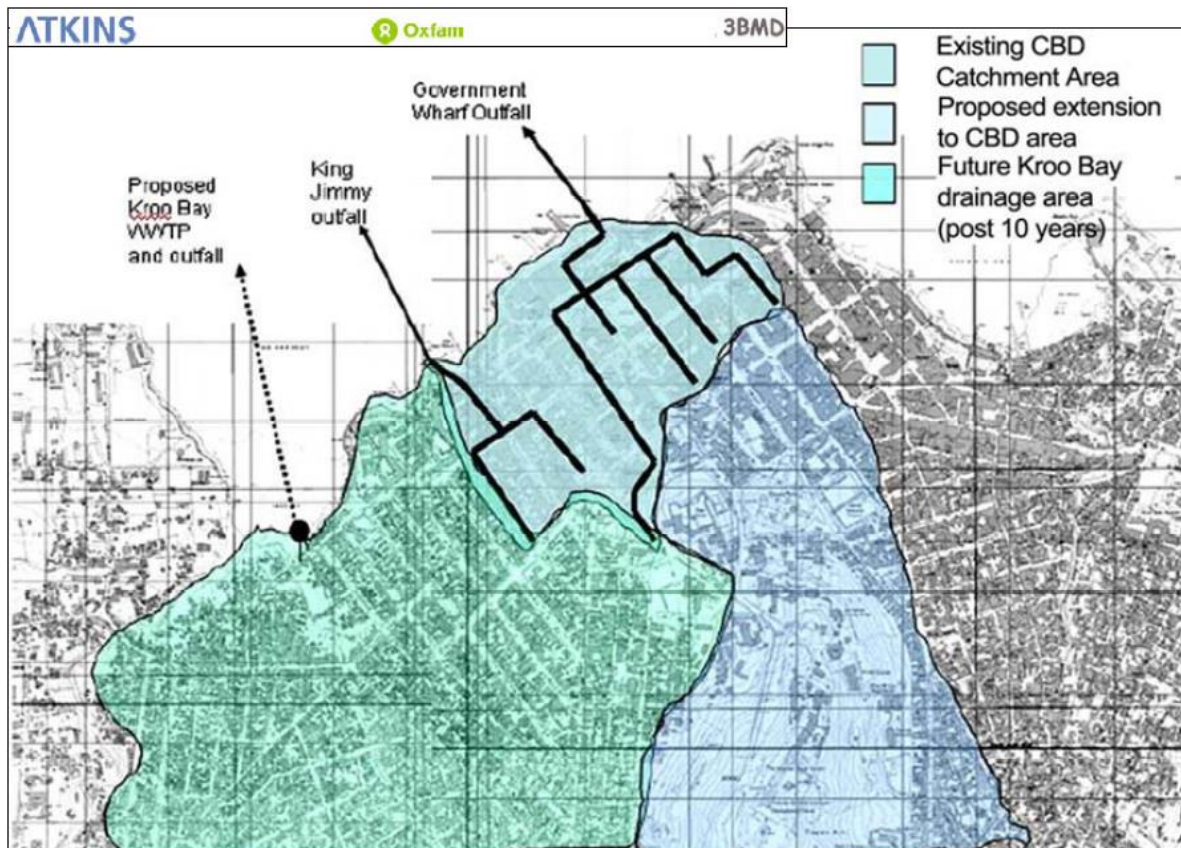 ATKINS
Oxfam
3BMD
Existing CBD
Catchment Area
Proposed extension
to CBD area
Future Kroo Bay
drainage area
(post 10 years)
Government
Wharf Outfall
King
Jimmy
outfall
Proposed
Kroo Bay
WWTP
and outfall